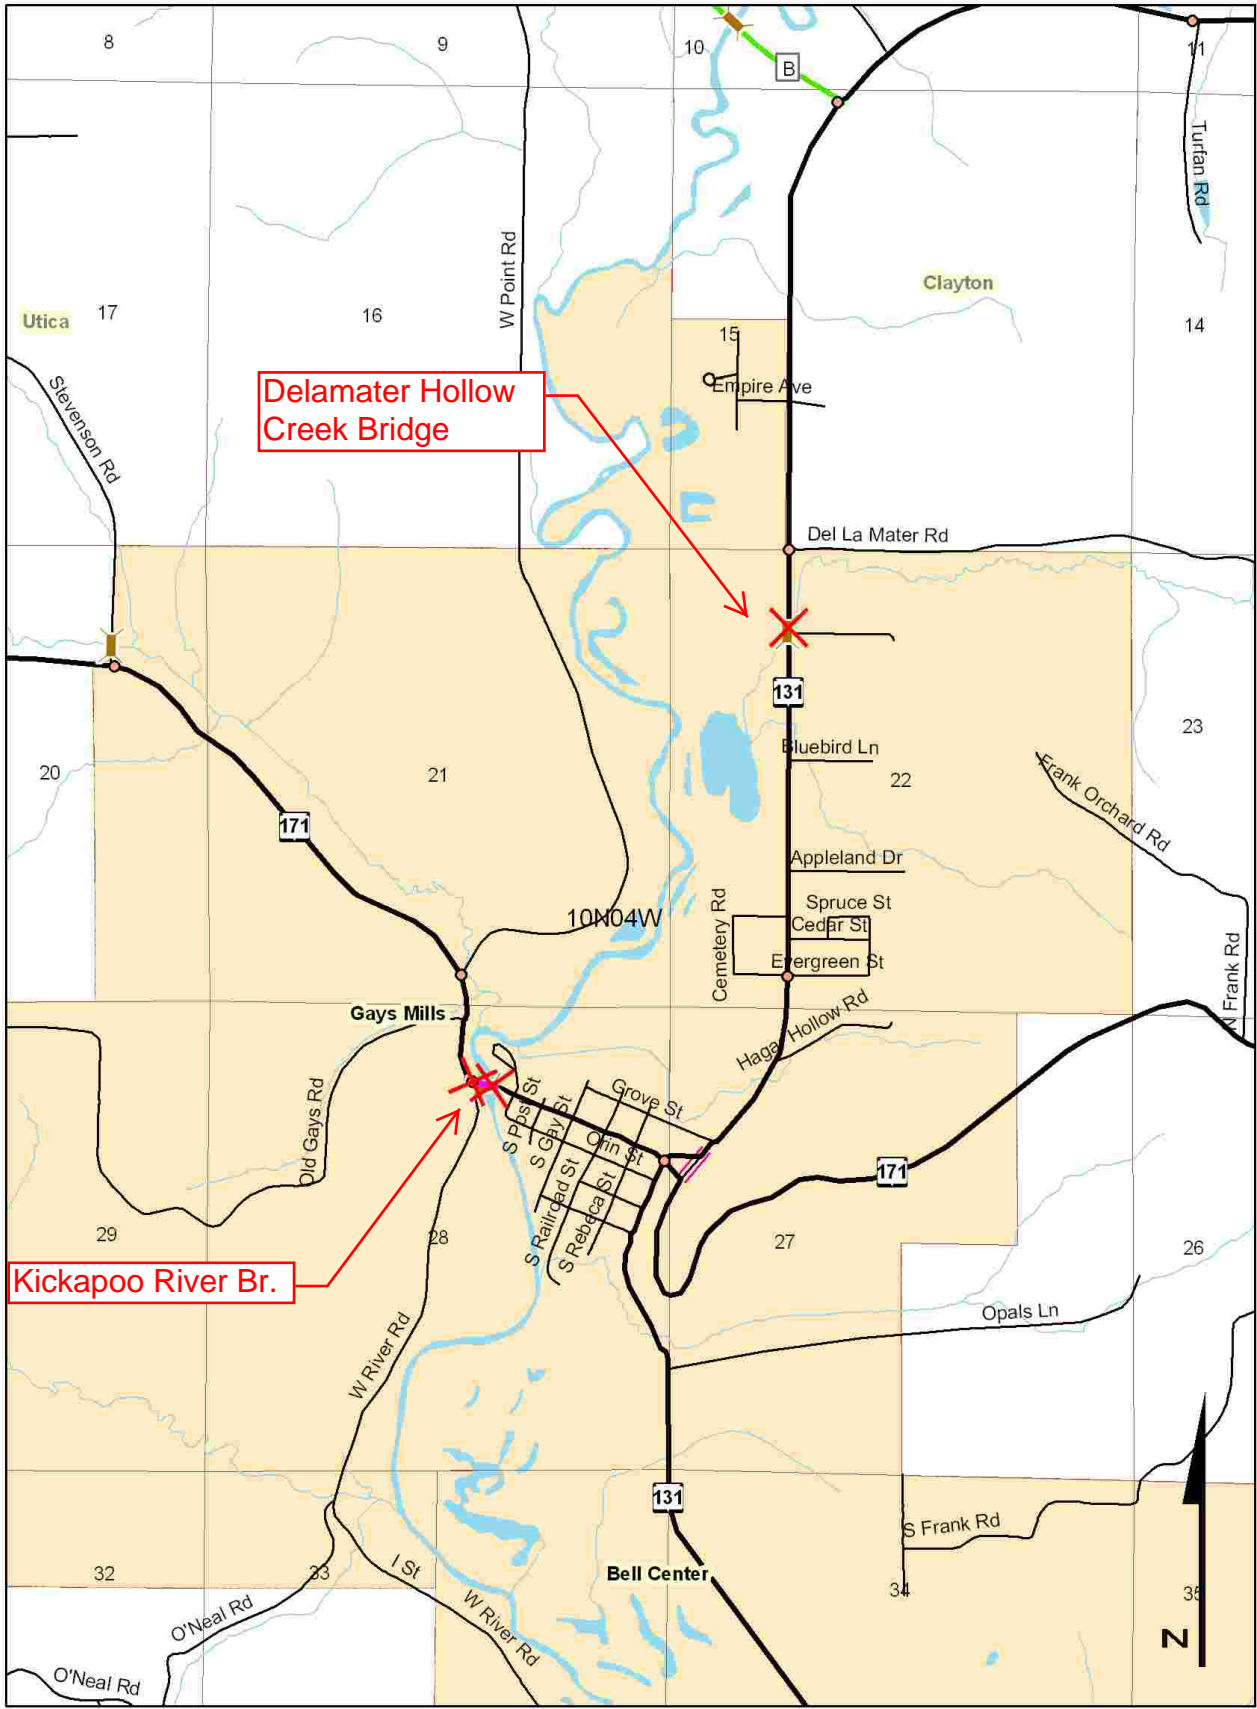 8
9
10
11
B
Turfan Rd
W Point Rd
Clayton
Utica
17
16
15
14
Stevenson Rd
Delamater Hollow
Creek Bridge
Empire Ave
Del La Mater Rd
131
Bluebird Ln
20
21
22
23
171
Frank Orchard Rd
Appleland Dr
10N04W
Cemetery Rd
Spruce St
Cedar St
Evergreen St
N Frank Rd
Gays Mills
Hagar Hollow Rd
Old Gays Rd
S Post St
S Gay St
Grove St
Orin St
S Railroad St
S Rebeca St
171
29
28
27
26
Kickapoo River Br.
Opals Ln
W River Rd
131
S Frank Rd
Bell Center
32
33
34
35
I St
W River Rd
O'Neal Rd
O'Neal Rd
N